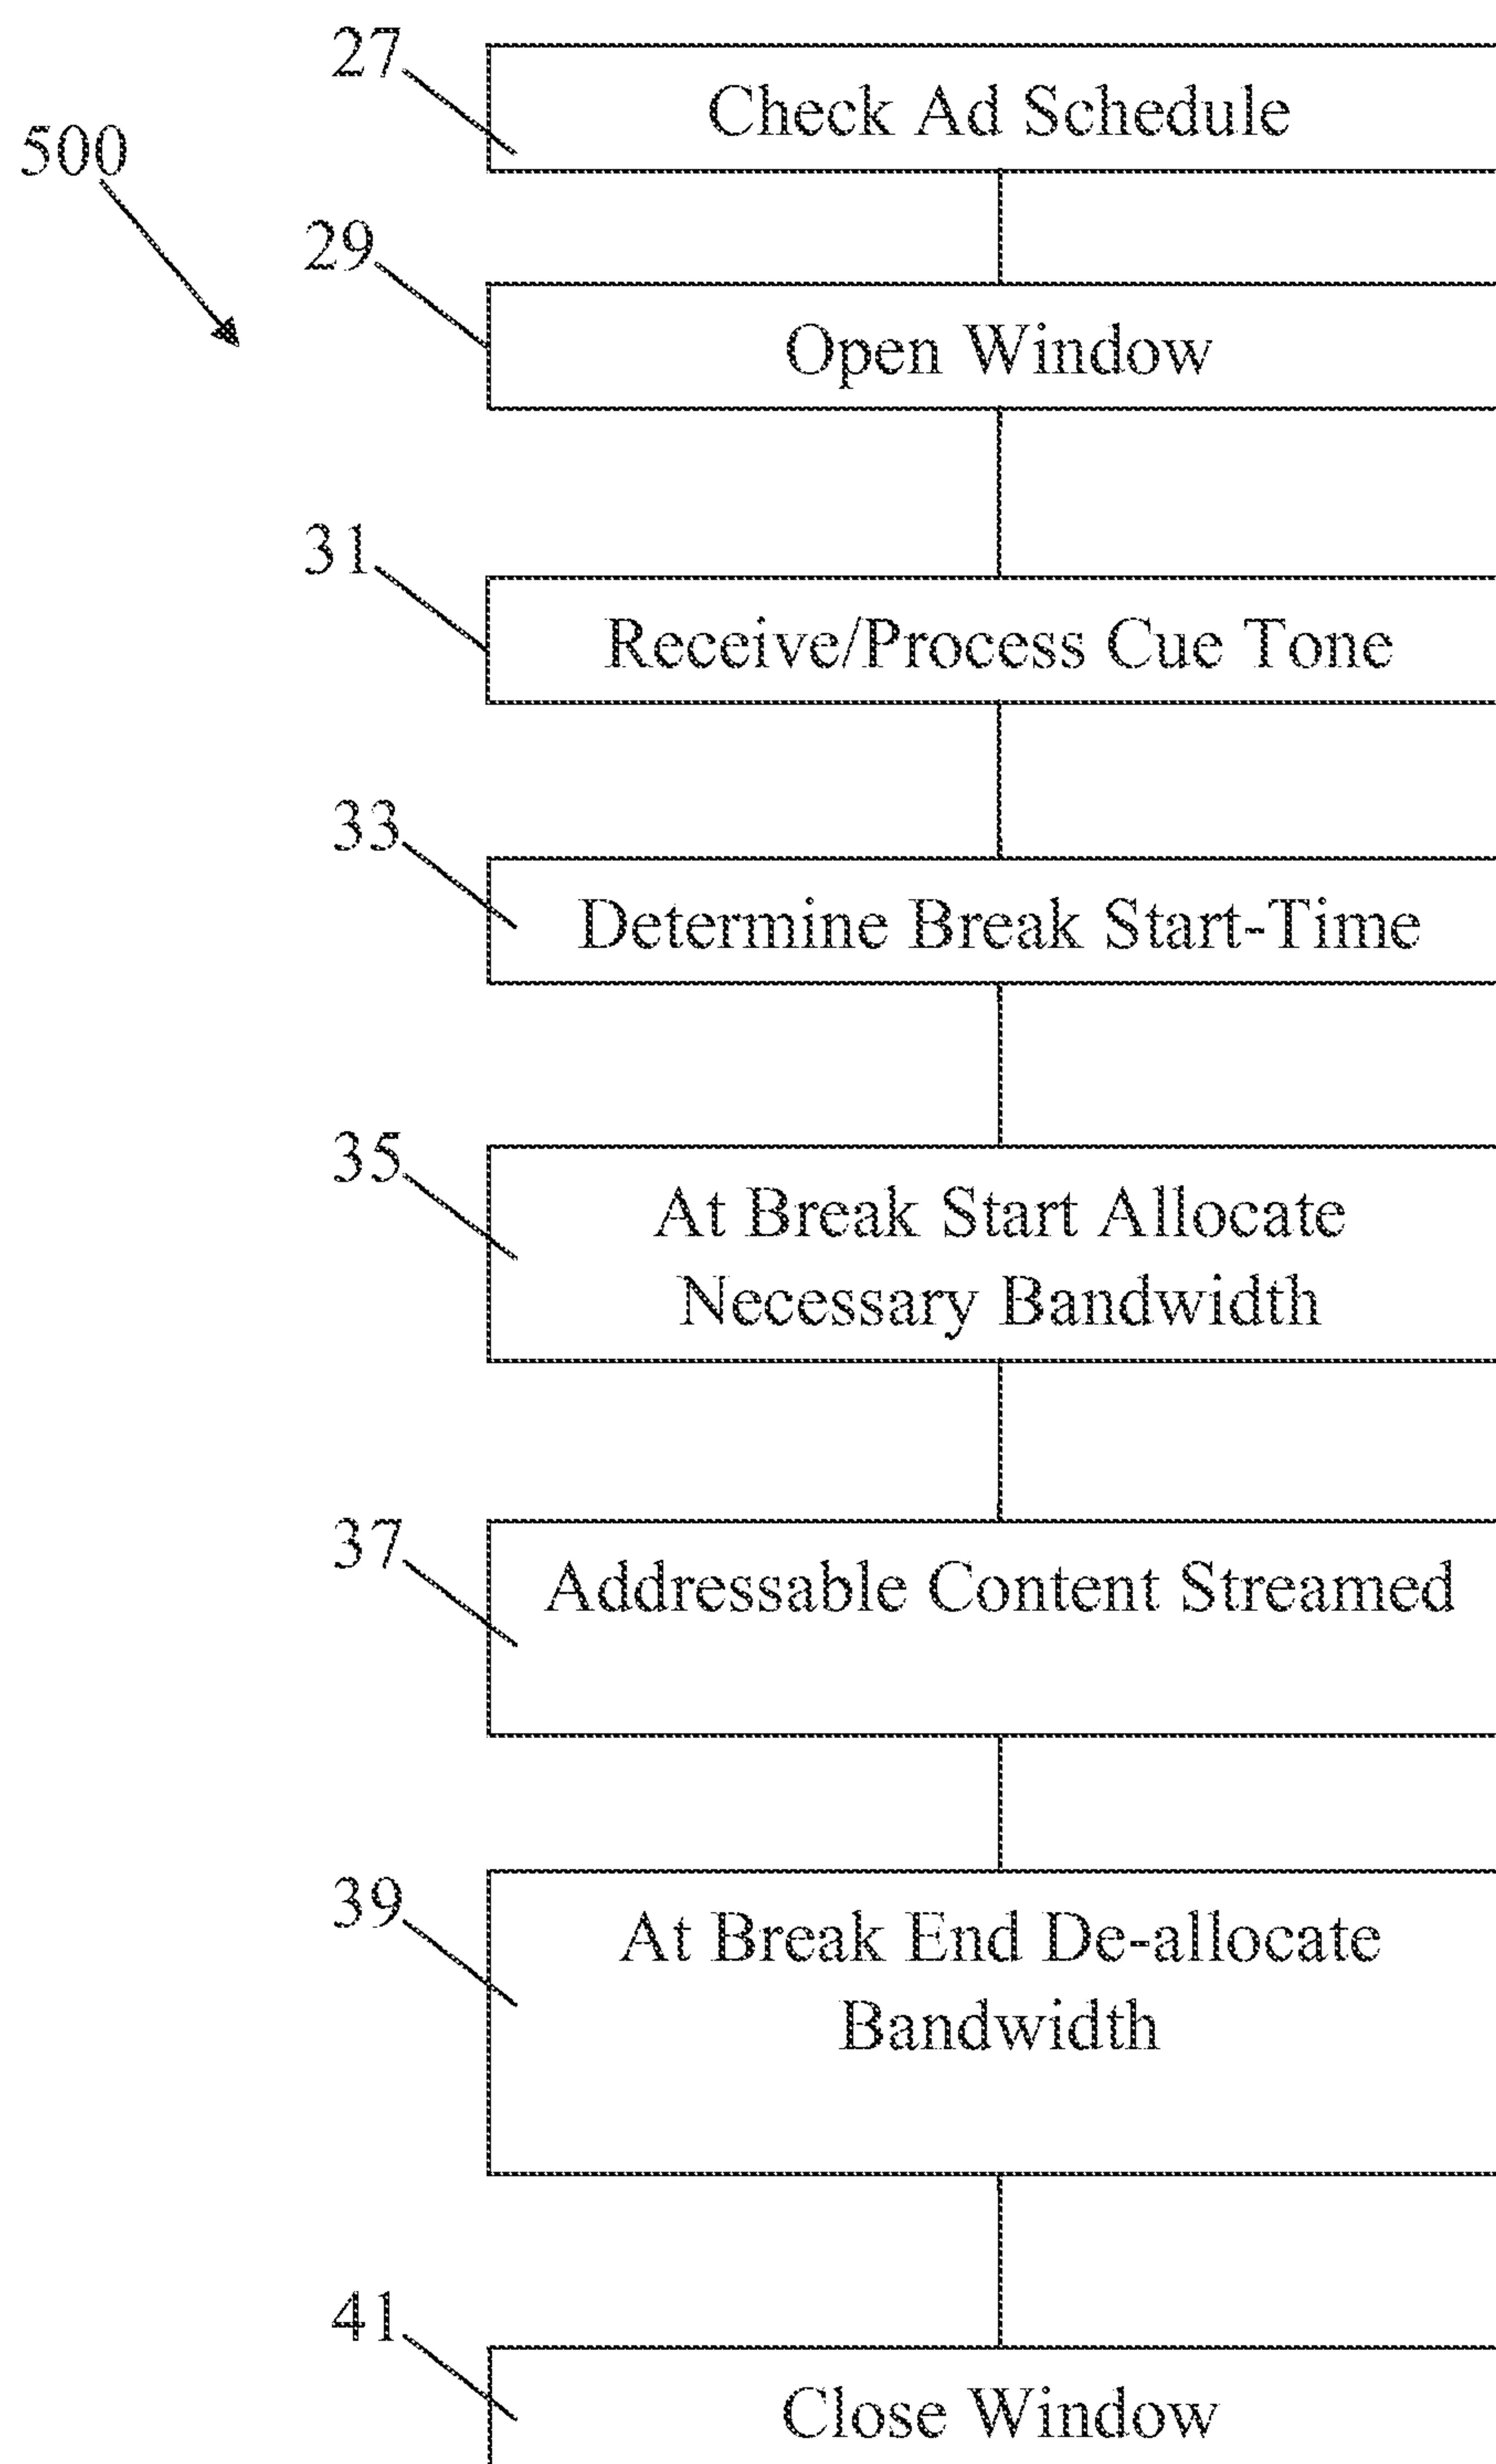 27
Check Ad Schedule
500
29
Open Window
31
Receive/Process Cue Tone
33
Determine Break Start-Time
35
At Break Start Allocate
Necessary Bandwidth
37
Addressable Content Streamed
39
At Break End De-allocate
Bandwidth
41
Close Window